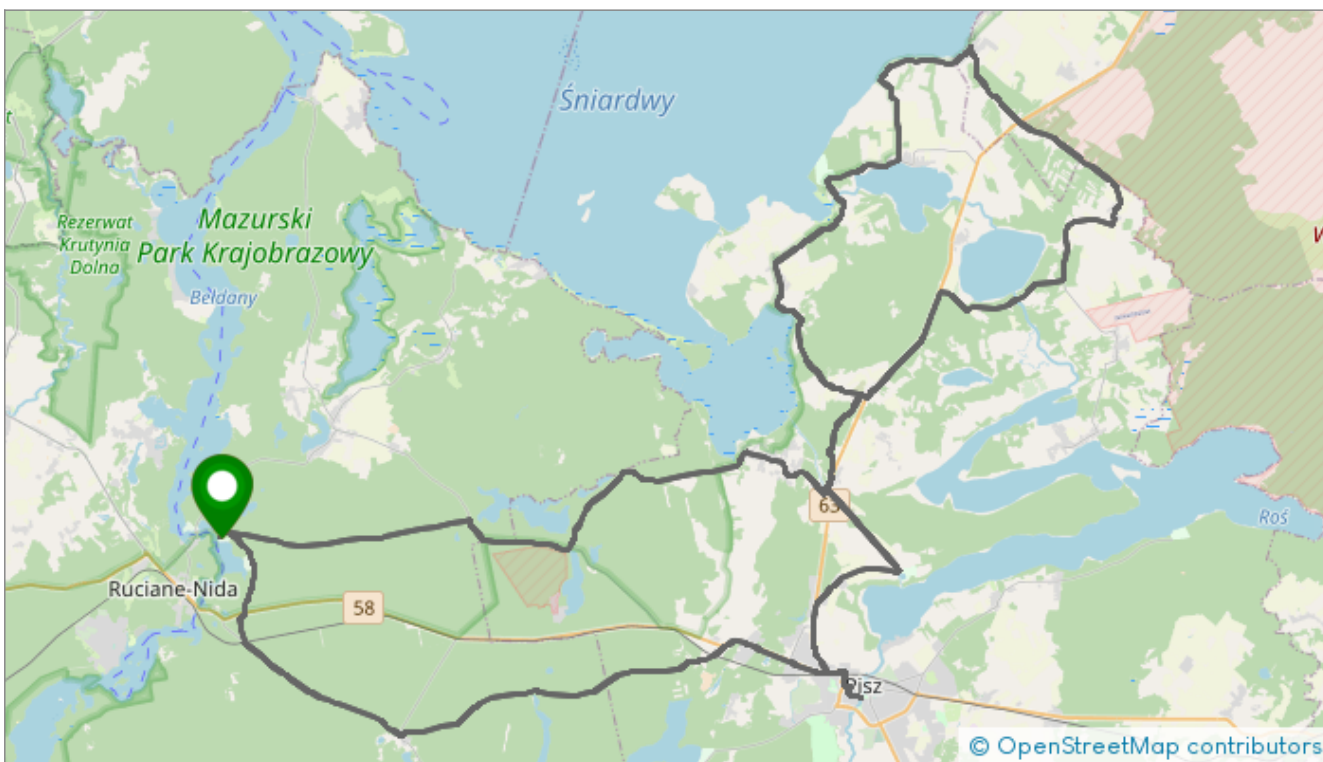 Śniardwy
Rezerwat
Krutynia
Dolna
Mazurski
Park Krajobrazowy
Bełdany
63
Roś
Ruciane-Nida
58
Pisz
© OpenStreetMap contributors